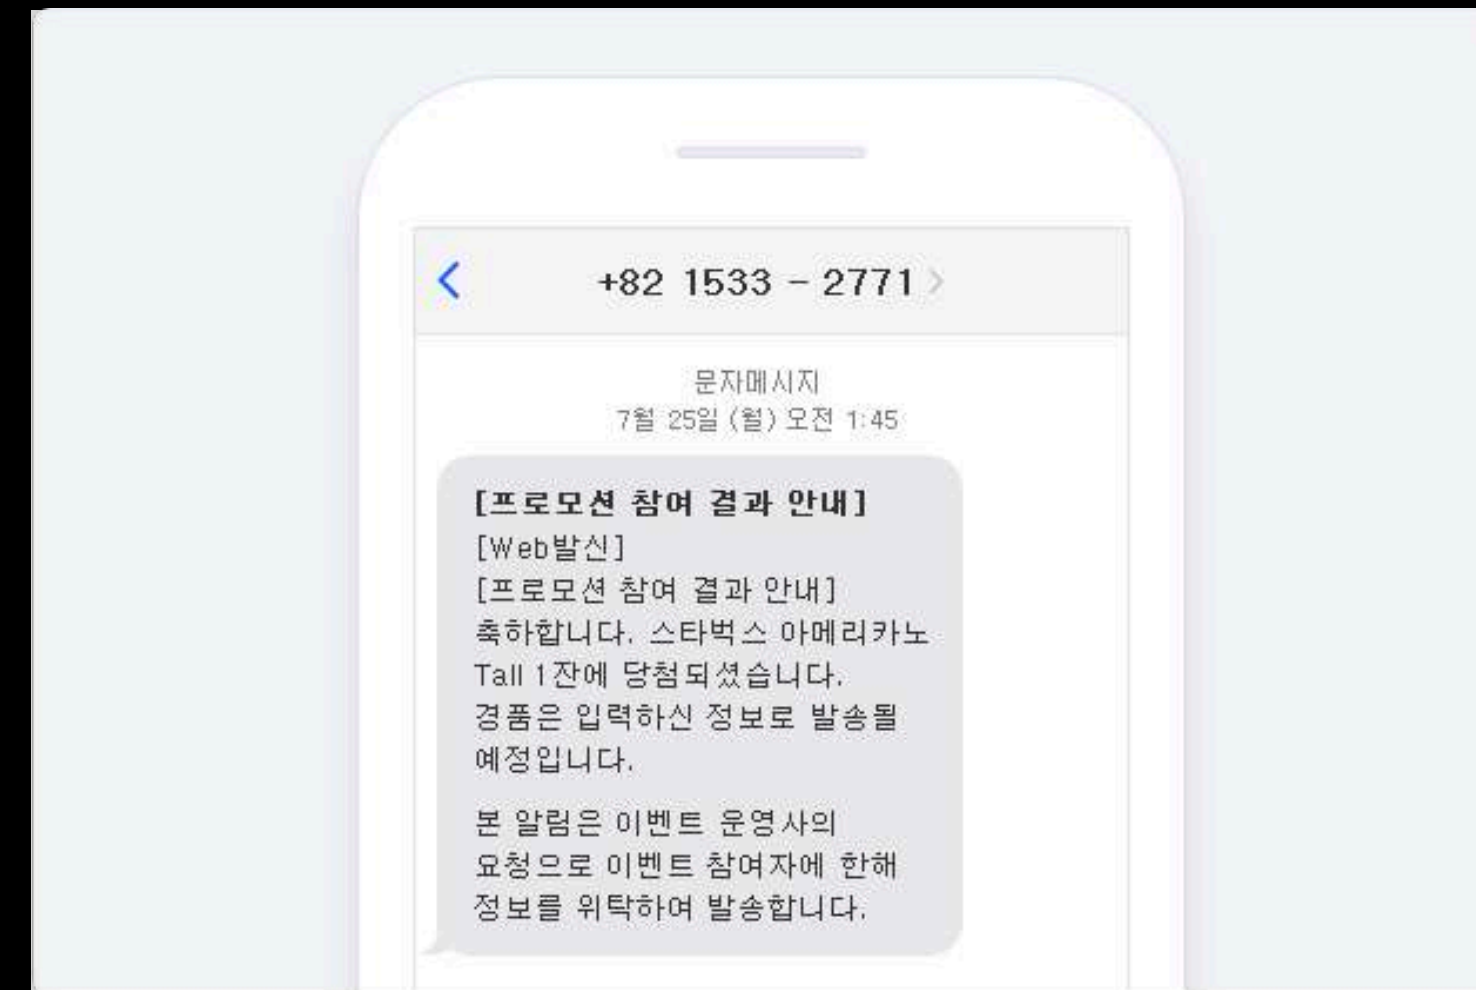 +82 1533 - 2771
문자메시지
7월 25일 (월) 오전 1:45
[프로모션 참여 결과 안내]
[Web발신]
[프로모션 참여 결과 안내]
축하합니다. 스타벅스 아메리카노
Tall 1잔에 당첨되셨습니다.
경품은 입력하신 정보로 발송될
예정입니다.
본 알림은 이벤트 운영사의
요청으로 이벤트 참여자에 한해
정보를 위탁하여 발송합니다.